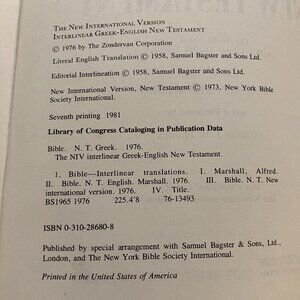 THE NEW INTERNATIONAL VERSION
INTERLINEAR GREEK-ENGLISH NEW TESTAMENT
© 1976 by The Zondervan Corporation
Literal English Translation © 1958, Samuel Bagster and Sons Ltd.
Editorial Interlineation © 1958, Samuel Bagster and Sons Ltd.
New International Version, New Testament © 1973, New York Bible
Society International.
Seventh printing 1981
Library of Congress Cataloging in Publication Data
Bible. N. T. Greek. 1976.
The NIV interlinear Greek-English New Testament.
1. Bible—Interlinear translations. I. Marshall, Alfred.
II. Bible. N. T. English. Marshall. 1976. III. Bible. N. T. New
international version. 1976. IV. Title.
BS1965 1976 225.4'8 76-13493
ISBN 0-310-28680-8
Published by special arrangement with Samuel Bagster & Sons, Ltd.,
London, and The New York Bible Society International.
Printed in the United States of America